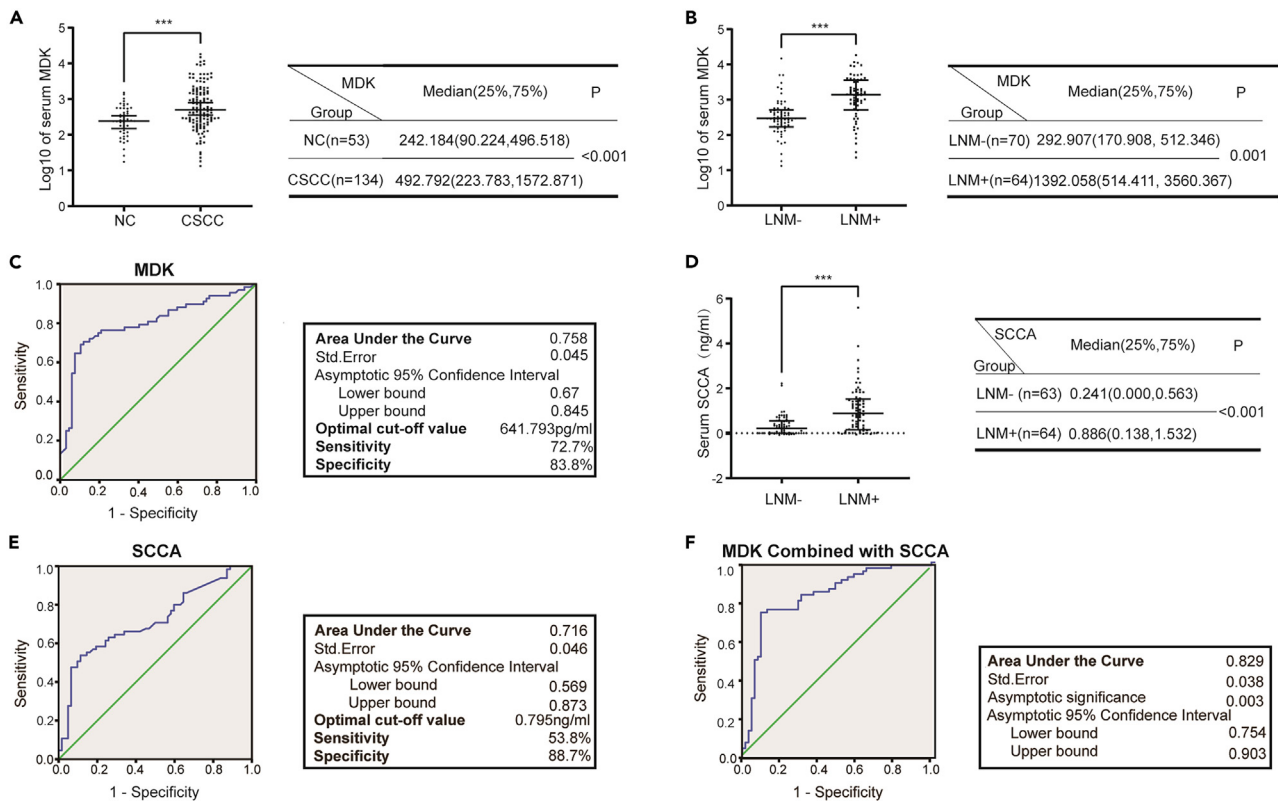 A
Log10 of serum MDK
5
4
3
2
1
0
***
NC
CSCC
MDK
Group
Median(25%,75%)
P
NC(n=53)
242.184(90.224,496.518)
<0.001
CSCC(n=134)
492.792(223.783,1572.871)
B
Log10 of serum MDK
5
4
3
2
1
0
***
LNM-
LNM+
MDK
Group
Median(25%,75%)
P
LNM-(n=70)
292.907(170.908, 512.346)
0.001
LNM+(n=64)
1392.058(514.411, 3560.367)
C
MDK
Sensitivity
1.0
0.8
0.6
0.4
0.2
0.0
0.0 0.2 0.4 0.6 0.8 1.0
1 - Specificity
Area Under the Curve 0.758
Std.Error 0.045
Asymptotic 95% Confidence Interval
Lower bound 0.67
Upper bound 0.845
Optimal cut-off value 641.793pg/ml
Sensitivity 72.7%
Specificity 83.8%
D
Serum SCCA (ng/ml)
6
4
2
0
-2
***
LNM-
LNM+
SCCA
Group
Median(25%,75%)
P
LNM- (n=63)
0.241(0.000,0.563)
<0.001
LNM+(n=64)
0.886(0.138,1.532)
E
SCCA
Sensitivity
1.0
0.8
0.6
0.4
0.2
0.0
0.0 0.2 0.4 0.6 0.8 1.0
1 - Specificity
Area Under the Curve 0.716
Std.Error 0.046
Asymptotic 95% Confidence Interval
Lower bound 0.569
Upper bound 0.873
Optimal cut-off value 0.795ng/ml
Sensitivity 53.8%
Specificity 88.7%
F
MDK Combined with SCCA
Sensitivity
1.0
0.8
0.6
0.4
0.2
0.0
0.0 0.2 0.4 0.6 0.8 1.0
1 - Specificity
Area Under the Curve 0.829
Std.Error 0.038
Asymptotic significance 0.003
Asymptotic 95% Confidence Interval
Lower bound 0.754
Upper bound 0.903